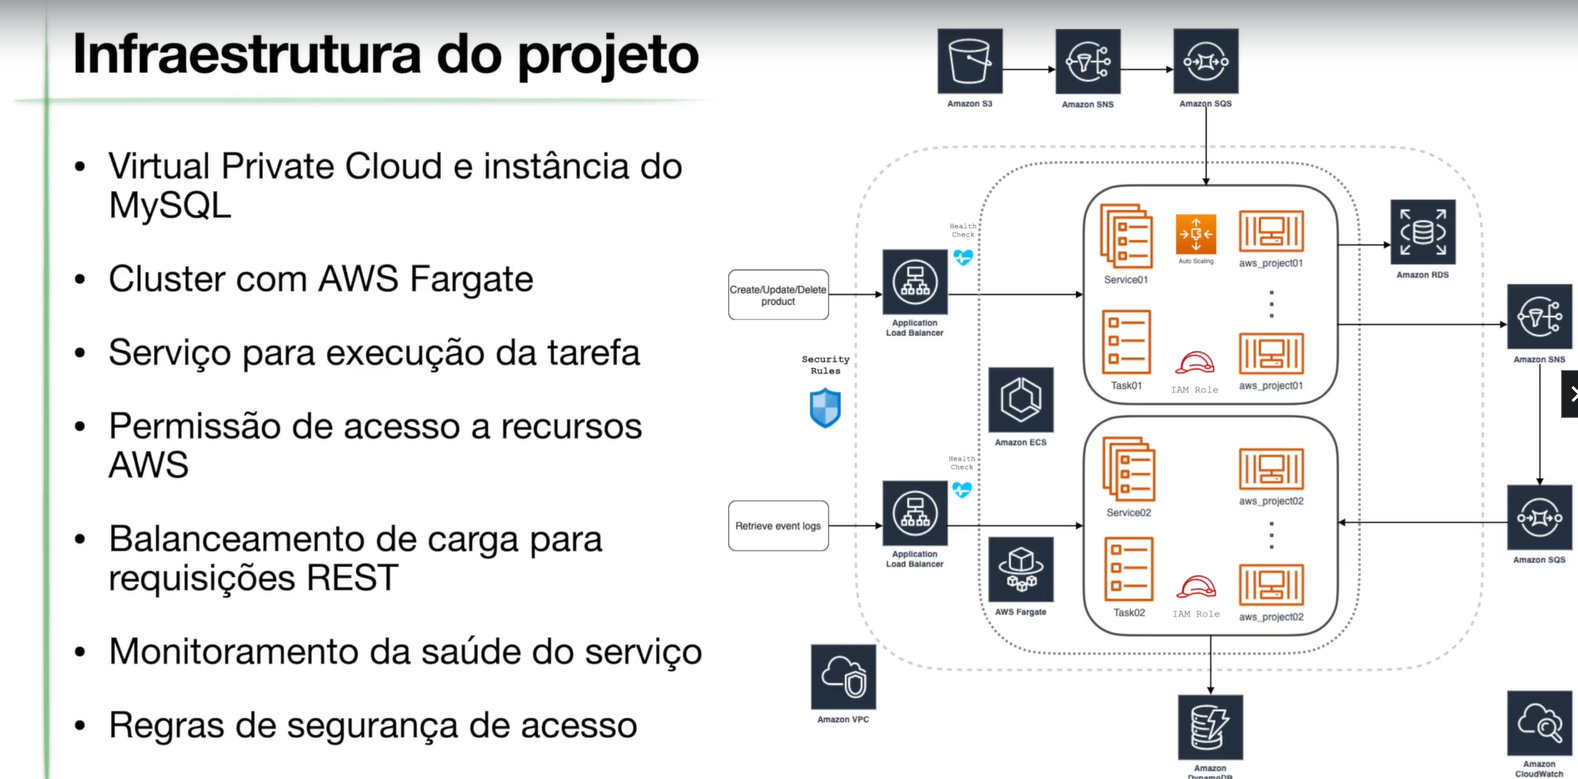 Infraestrutura do projeto
• Virtual Private Cloud e instância do
MySQL
• Cluster com AWS Fargate
• Serviço para execução da tarefa
• Permissão de acesso a recursos
AWS
• Balanceamento de carga para
requisições REST
• Monitoramento da saúde do serviço
• Regras de segurança de acesso
Amazon S3
Amazon SNS
Amazon SQS
Create/Update/Delete
product
Application
Load Balancer
Health
Check
Service01
Auto Scaling
aws_project01
Task01
IAM Role
aws_project01
Amazon RDS
Amazon SNS
Security
Rules
Amazon ECS
Retrieve event logs
Application
Load Balancer
Health
Check
Service02
aws_project02
Task02
IAM Role
aws_project02
AWS Fargate
Amazon SQS
Amazon VPC
Amazon
DynamoDB
Amazon
CloudWatch